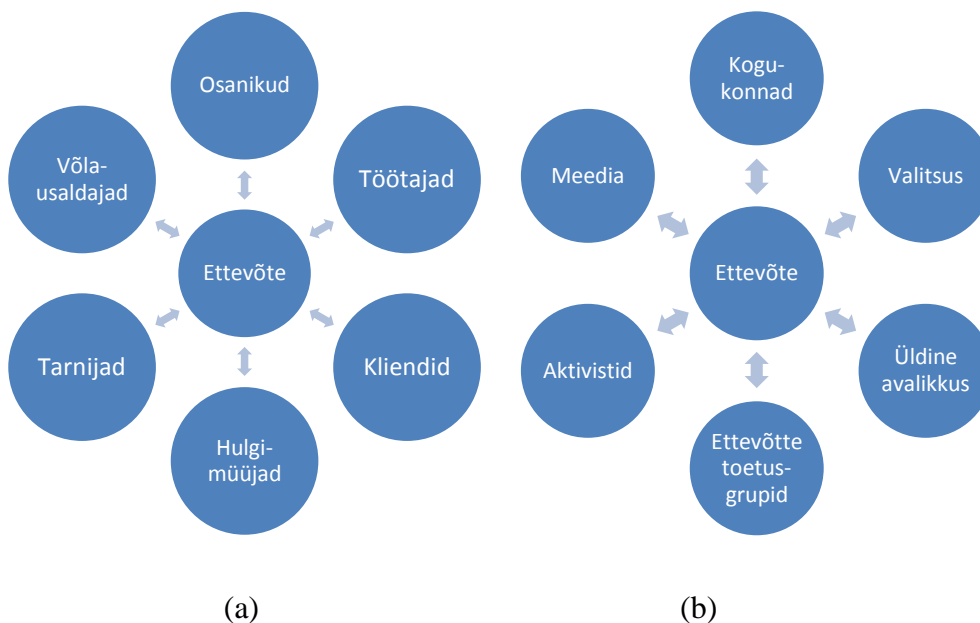 Osanikud
Töötajad
Kliendid
Hulgi-
müüjad
Tarnijad
Võla-
usaldajad
Ettevõte
Kogu-
konnad
Valitsus
Üldine
avalikkus
Ettevõtte
toetus-
grupid
Aktivistid
Meedia
Ettevõte
(a)
(b)